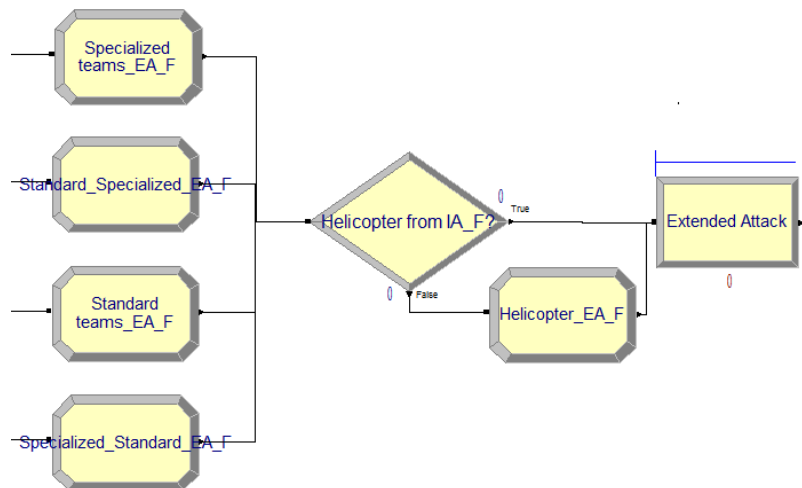 Specialized
teams_EA_F
Standard_Specialized_EA_F
Standard
teams_EA_F
Specialized_Standard_EA_F
Helicopter from IA_F?
0
True
0
False
Helicopter_EA_F
Extended Attack
0